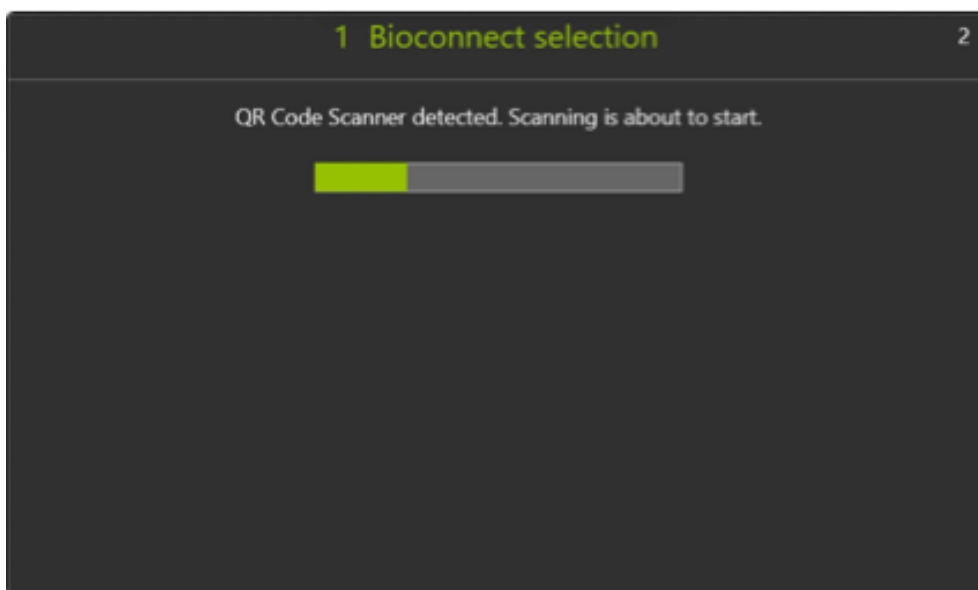 1 Bioconnect selection
2
QR Code Scanner detected. Scanning is about to start.